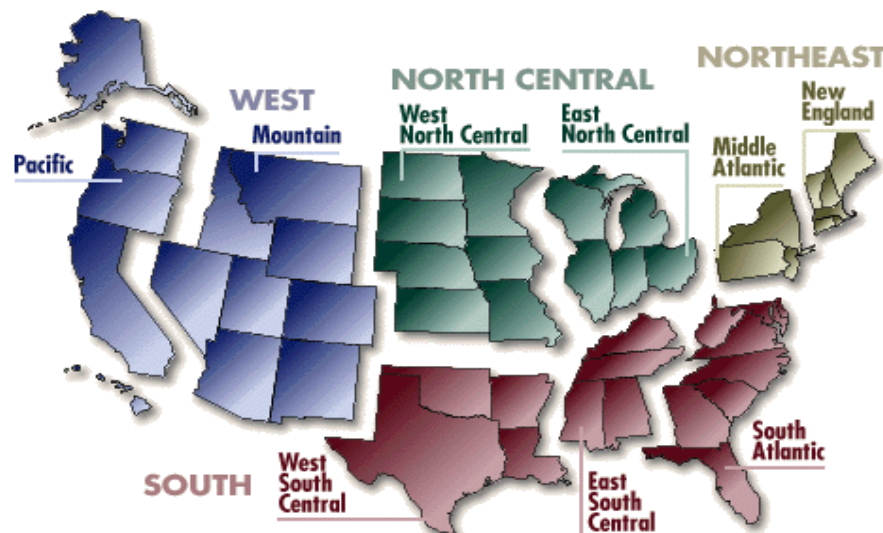 NORTHEAST
NORTH CENTRAL
WEST
New
England
West
North Central
East
North Central
Mountain
Middle
Atlantic
Pacific
South
Atlantic
West
South
Central
SOUTH
East
South
Central